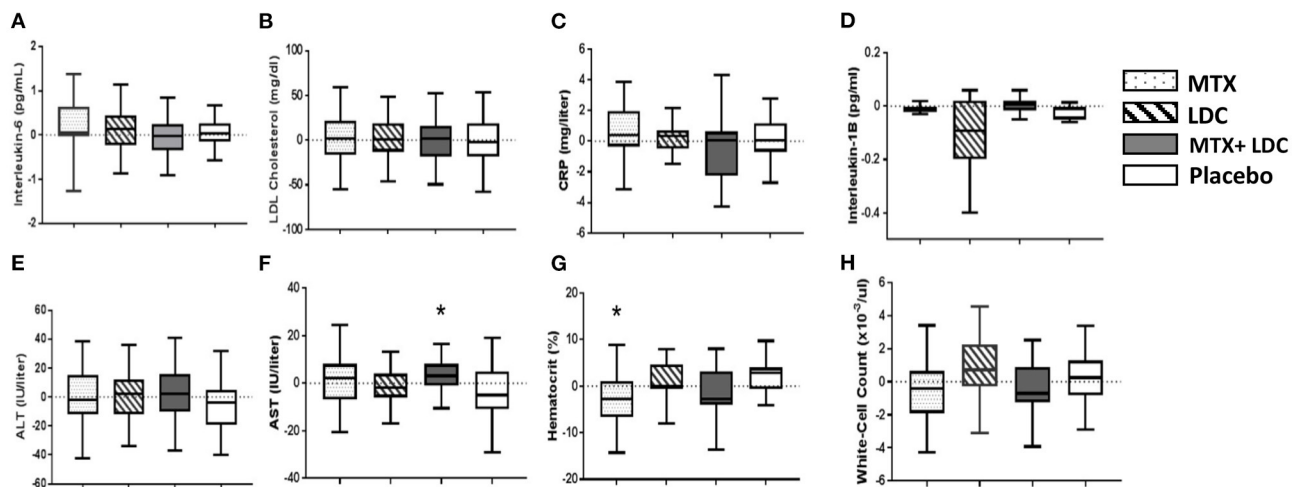 A
B
C
D
Interleukin-6 (pg/mL)
2
1
0
-1
-2
LDL Cholesterol (mg/dl)
100
50
0
-50
-100
CRP (mg/liter)
6
4
2
0
-2
-4
-6
Interleukin-1B (pg/ml)
0.2
0
-0.2
-0.4
MTX
LDC
MTX+ LDC
Placebo
E
F
G
H
ALT (IU/liter)
60
40
20
0
-20
-40
-60
AST (IU/liter)
40
20
0
-20
-40
*
Hematocrit (%)
20
10
0
-10
-20
*
White-Cell Count (x10⁻³/ul)
6
4
2
0
-2
-4
-6